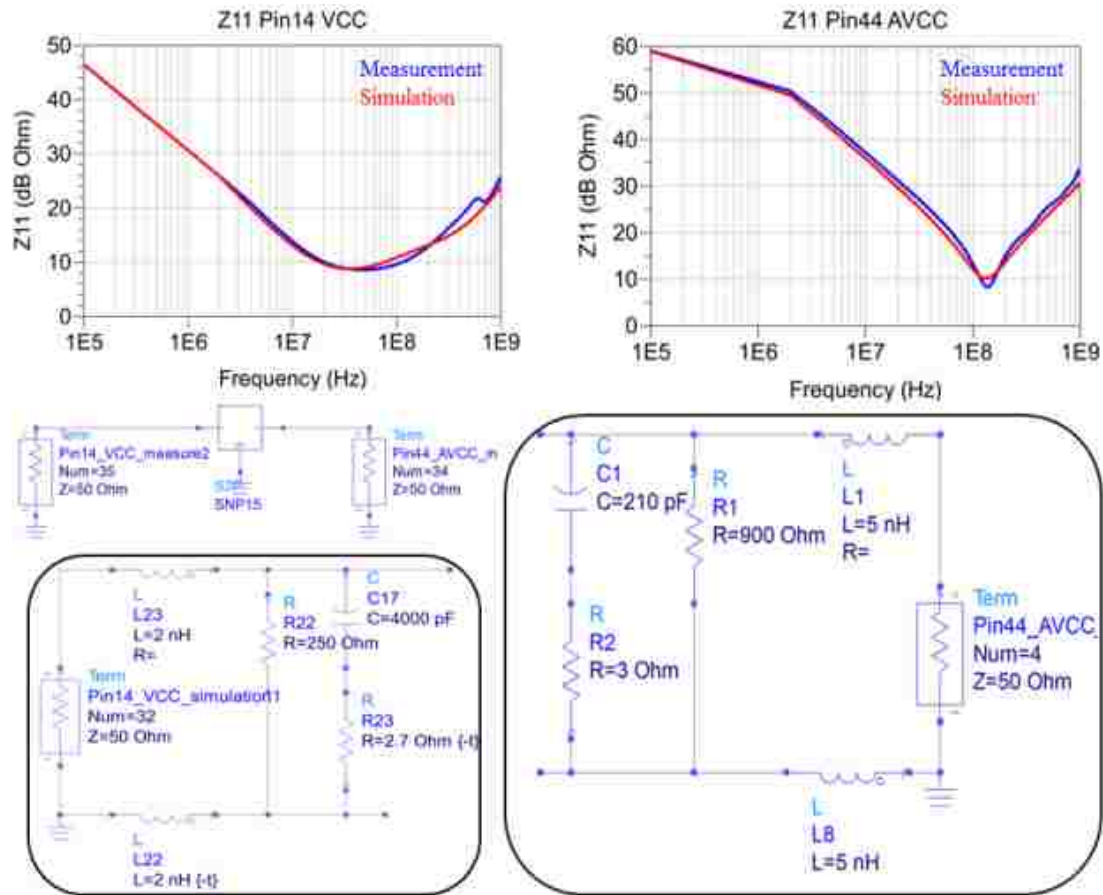 Z11 Pin14 VCC
50
40
30
20
10
0
Z11 (dB Ohm)
Measurement
Simulation
1E5
1E6
1E7
1E8
1E9
Frequency (Hz)
Z11 Pin44 AVCC
60
50
40
30
20
10
0
Z11 (dB Ohm)
Measurement
Simulation
1E5
1E6
1E7
1E8
1E9
Frequency (Hz)
Term
Pin14_VCC_measure2
Num=35
Z=50 Ohm
SNP15
Term
Pin44_AVCC_m
Num=34
Z=50 Ohm
L
L23
L=2 nH
R=
R
R22
R=250 Ohm
C
C17
C=4000 pF
Term
Pin14_VCC_simulation11
Num=32
Z=50 Ohm
R
R23
R=2.7 Ohm {-t}
L
L22
L=2 nH {-t}
C
C1
C=210 pF
R
R1
R=900 Ohm
L
L1
L=5 nH
R=
R
R2
R=3 Ohm
Term
Pin44_AVCC_
Num=4
Z=50 Ohm
L
L8
L=5 nH